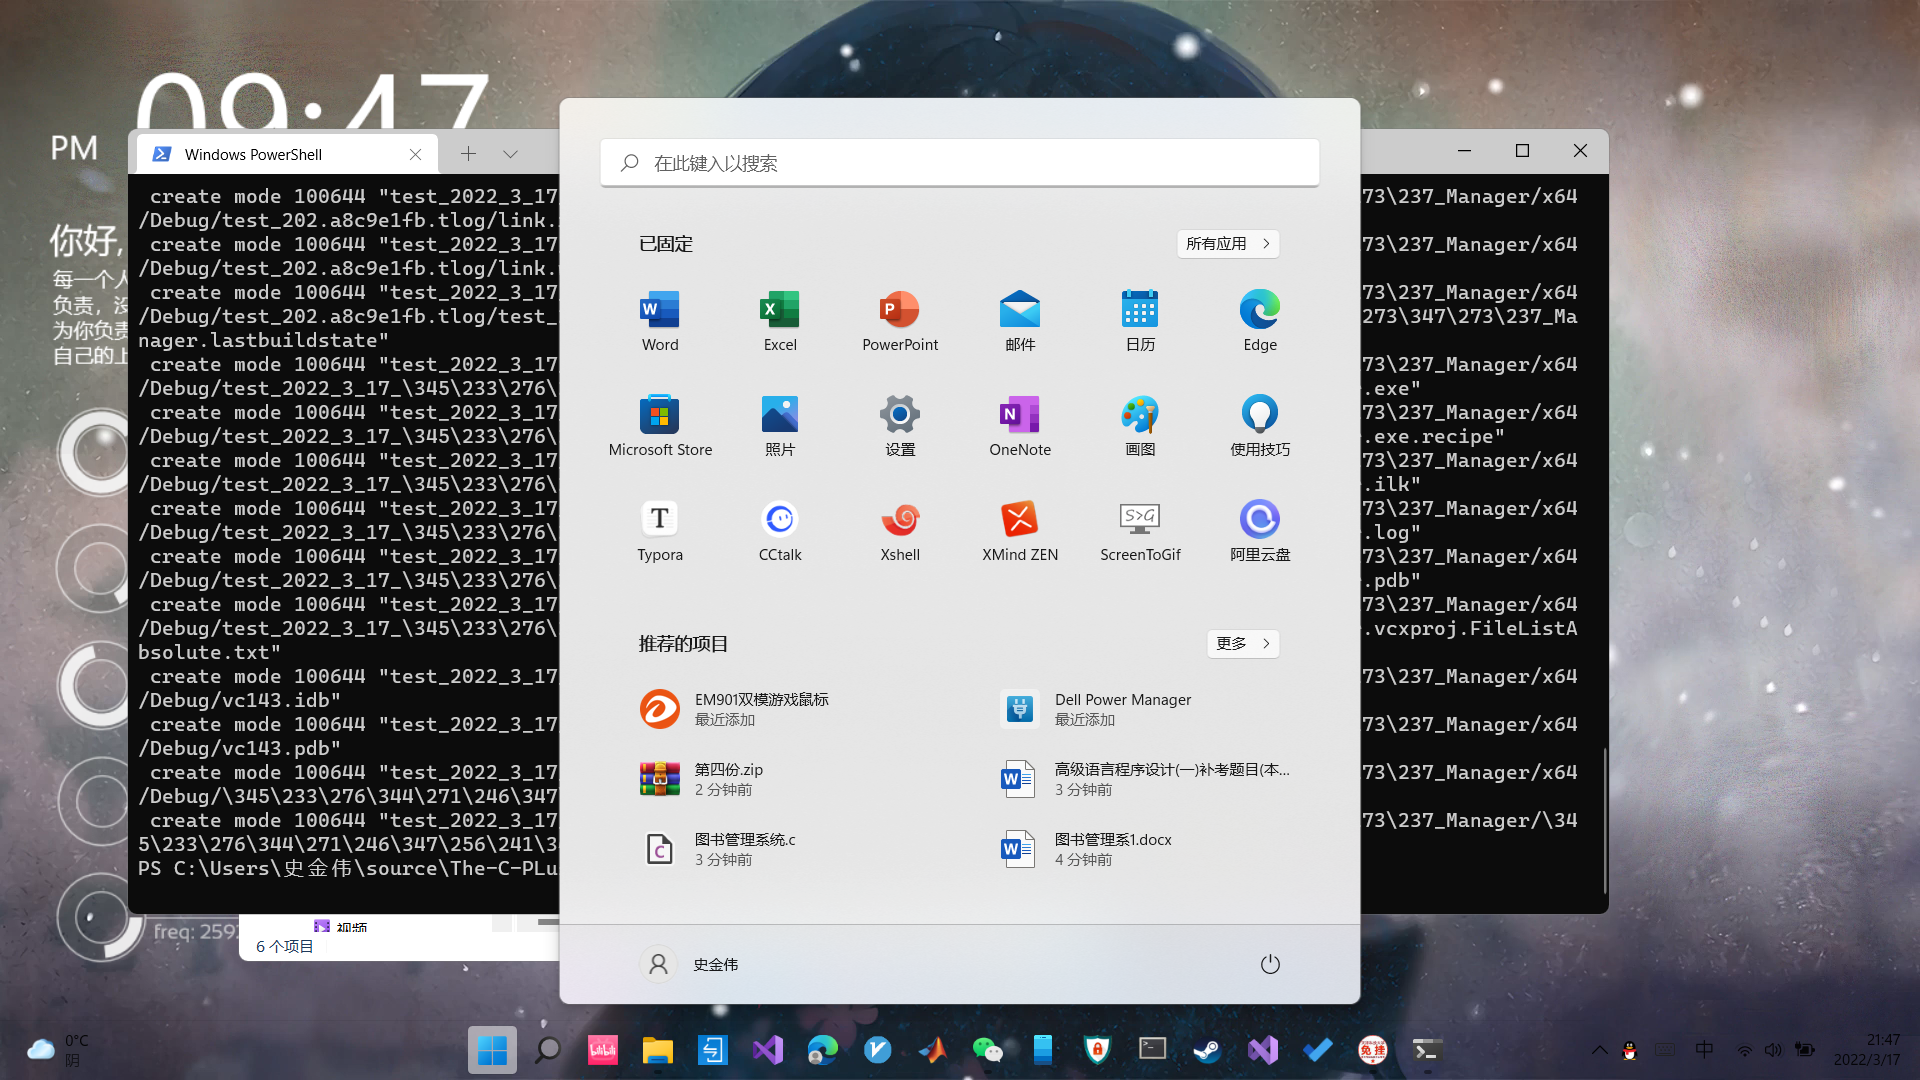 09:47
PM
你好,
每一个人
为你负责
自己的上
Windows PowerShell
create mode 100644 "test_2022_3_17
73\237_Manager/x64
/Debug/test_202.a8c9e1fb.tlog/link.
create mode 100644 "test_2022_3_17
73\237_Manager/x64
/Debug/test_202.a8c9e1fb.tlog/link.
create mode 100644 "test_2022_3_17
73\237_Manager/x64
/Debug/test_202.a8c9e1fb.tlog/test_
273\347\273\237_Ma
nager.lastbuildstate"
create mode 100644 "test_2022_3_17
73\237_Manager/x64
/Debug/test_2022_3_17_\345\233\276\
.exe"
create mode 100644 "test_2022_3_17
73\237_Manager/x64
/Debug/test_2022_3_17_\345\233\276\
.exe.recipe"
create mode 100644 "test_2022_3_17
73\237_Manager/x64
/Debug/test_2022_3_17_\345\233\276\
.ilk"
create mode 100644 "test_2022_3_17
73\237_Manager/x64
/Debug/test_2022_3_17_\345\233\276\
.log"
create mode 100644 "test_2022_3_17
73\237_Manager/x64
/Debug/test_2022_3_17_\345\233\276\
.pdb"
create mode 100644 "test_2022_3_17
73\237_Manager/x64
/Debug/test_2022_3_17_\345\233\276\
.vcxproj.FileListA
bsolute.txt"
create mode 100644 "test_2022_3_17
73\237_Manager/x64
/Debug/vc143.idb"
create mode 100644 "test_2022_3_17
73\237_Manager/x64
/Debug/vc143.pdb"
create mode 100644 "test_2022_3_17
73\237_Manager/x64
/Debug/\345\233\276\344\271\246\347
create mode 100644 "test_2022_3_17
73\237_Manager/\34
5\233\276\344\271\246\347\256\241\3
PS C:\Users\史金伟\source\The-C-PLu
在此键入以搜索
已固定
所有应用
Word
Excel
PowerPoint
邮件
日历
Edge
Microsoft Store
照片
设置
OneNote
画图
使用技巧
Typora
CCtalk
Xshell
XMind ZEN
ScreenToGif
阿里云盘
推荐的项目
更多
EM901双模游戏鼠标
最近添加
Dell Power Manager
最近添加
第四份.zip
2 分钟前
高级语言程序设计(一)补考题目(本...
3 分钟前
图书管理系统.c
3 分钟前
图书管理系1.docx
4 分钟前
史金伟
视频
6 个项目
freq: 2592
0°C
阴
bilibili
免 挂
中
21:47
2022/3/17